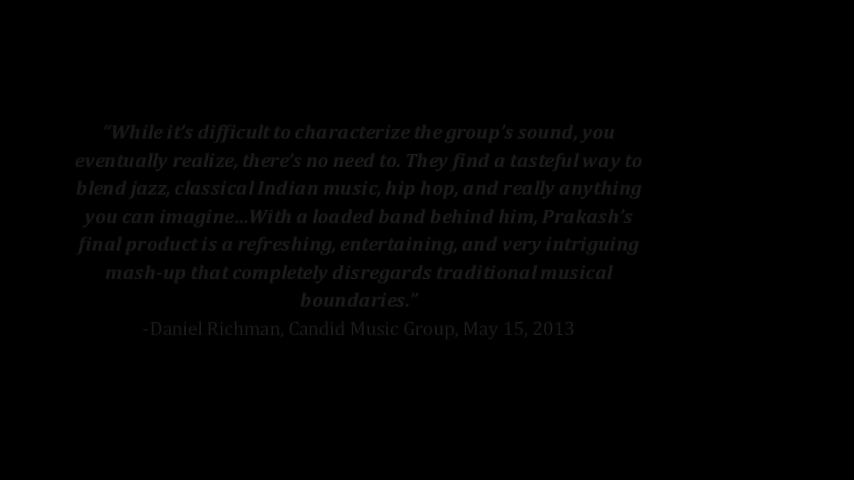 “While it’s difficult to characterize the group’s sound, you
eventually realize, there’s no need to. They find a tasteful way to
blend jazz, classical Indian music, hip hop, and really anything
you can imagine…With a loaded band behind him, Prakash’s
final product is a refreshing, entertaining, and very intriguing
mash-up that completely disregards traditional musical
boundaries.”
-Daniel Richman, Candid Music Group, May 15, 2013